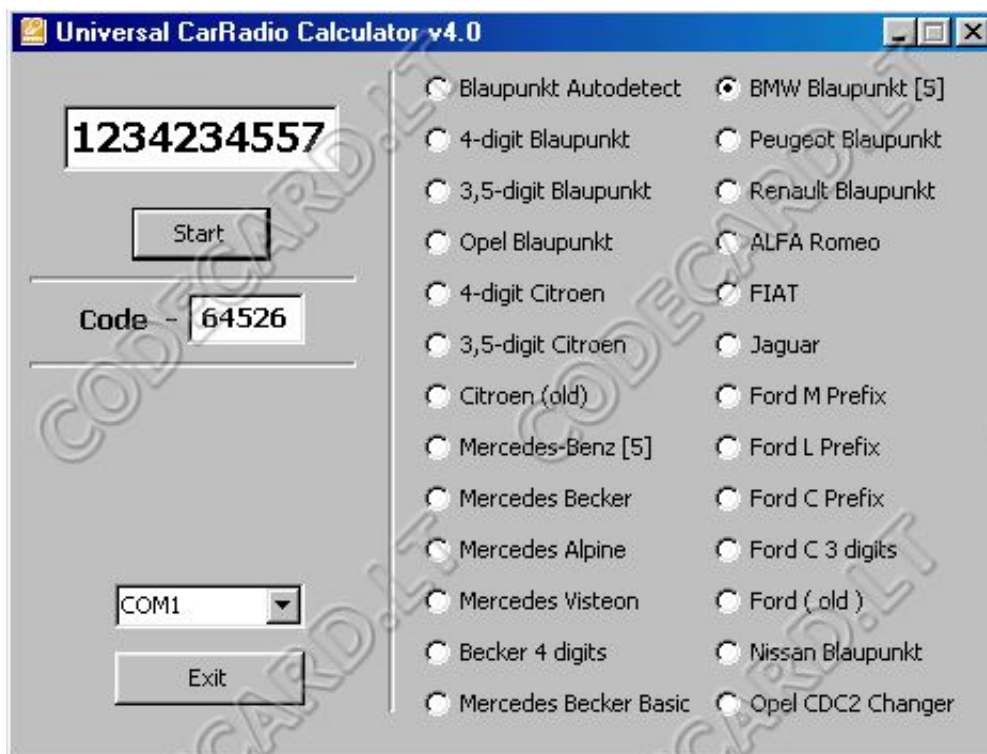 Universal CarRadio Calculator v4.0
1234234557
Start
Code - 64526
COM1
Exit
Blaupunkt Autodetect
4-digit Blaupunkt
3,5-digit Blaupunkt
Opel Blaupunkt
4-digit Citroen
3,5-digit Citroen
Citroen (old)
Mercedes-Benz [5]
Mercedes Becker
Mercedes Alpine
Mercedes Visteon
Becker 4 digits
Mercedes Becker Basic
BMW Blaupunkt [5]
Peugeot Blaupunkt
Renault Blaupunkt
ALFA Romeo
FIAT
Jaguar
Ford M Prefix
Ford L Prefix
Ford C Prefix
Ford C 3 digits
Ford ( old )
Nissan Blaupunkt
Opel CDC2 Changer
CODECARD.LT
CODECARD.LT
CODECARD.LT
CODECARD.LT